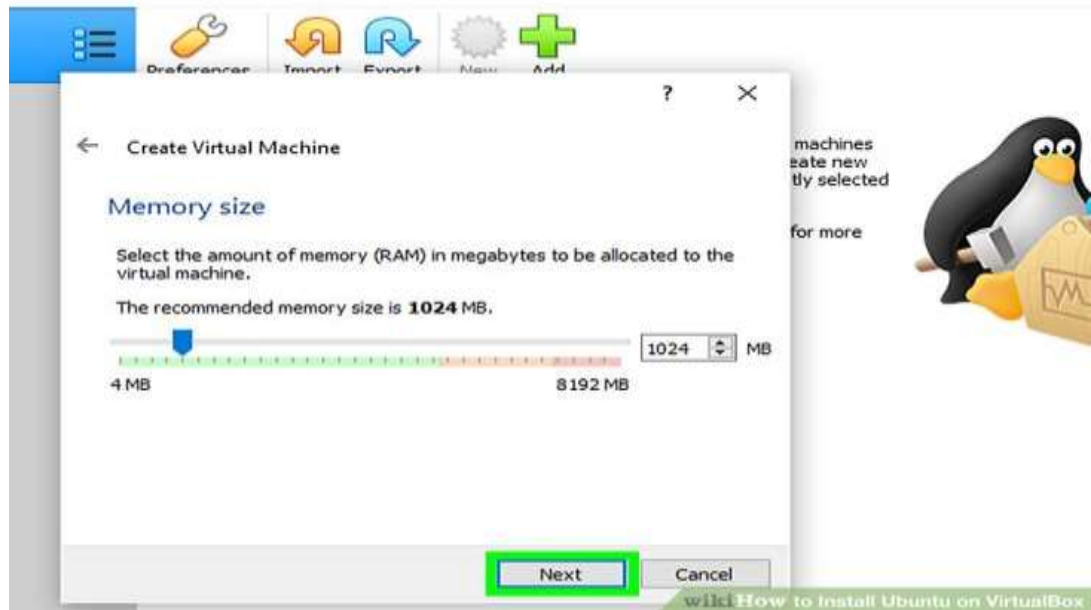 Preferences Import Export New Add
?
Create Virtual Machine
machines
eate new
tly selected
Memory size
for more
Select the amount of memory (RAM) in megabytes to be allocated to the
virtual machine.
The recommended memory size is 1024 MB.
1024 MB
4 MB 8192 MB
Next Cancel
wikiHow to Install Ubuntu on VirtualBox